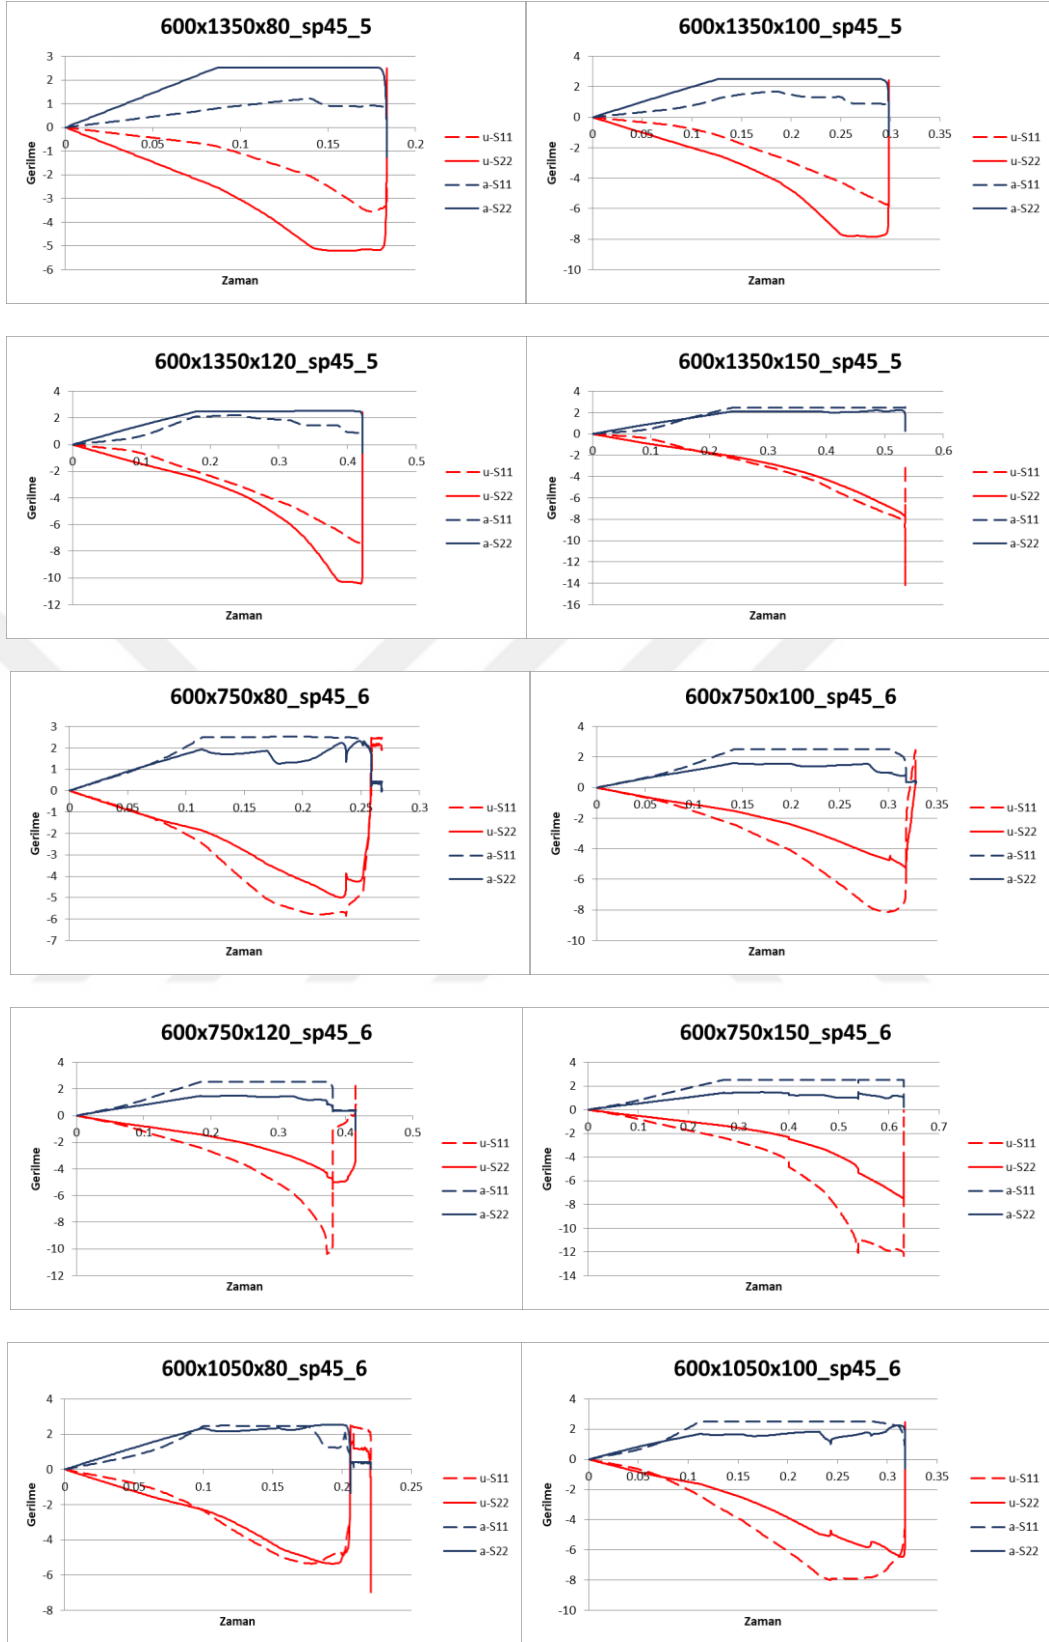 600x1350x80_sp45_5
3
2
1
0
-1
-2
-3
-4
-5
-6
0 0.05 0.1 0.15 0.2
Gerilme
Zaman
u-S11
u-S22
a-S11
a-S22
600x1350x100_sp45_5
4
2
0
-2
-4
-6
-8
-10
0 0.05 0.1 0.15 0.2 0.25 0.3 0.35
Gerilme
Zaman
u-S11
u-S22
a-S11
a-S22
600x1350x120_sp45_5
4
2
0
-2
-4
-6
-8
-10
-12
0 0.1 0.2 0.3 0.4 0.5
Gerilme
Zaman
u-S11
u-S22
a-S11
a-S22
600x1350x150_sp45_5
4
2
0
-2
-4
-6
-8
-10
-12
-14
-16
0 0.1 0.2 0.3 0.4 0.5 0.6
Gerilme
Zaman
u-S11
u-S22
a-S11
a-S22
600x750x80_sp45_6
3
2
1
0
-1
-2
-3
-4
-5
-6
-7
0 0.05 0.1 0.15 0.2 0.25 0.3
Gerilme
Zaman
u-S11
u-S22
a-S11
a-S22
600x750x100_sp45_6
4
2
0
-2
-4
-6
-8
-10
0 0.05 0.1 0.15 0.2 0.25 0.3 0.35
Gerilme
Zaman
u-S11
u-S22
a-S11
a-S22
600x750x120_sp45_6
4
2
0
-2
-4
-6
-8
-10
-12
0 0.1 0.2 0.3 0.4 0.5
Gerilme
Zaman
u-S11
u-S22
a-S11
a-S22
600x750x150_sp45_6
4
2
0
-2
-4
-6
-8
-10
-12
-14
0 0.1 0.2 0.3 0.4 0.5 0.6 0.7
Gerilme
Zaman
u-S11
u-S22
a-S11
a-S22
600x1050x80_sp45_6
4
2
0
-2
-4
-6
-8
0 0.05 0.1 0.15 0.2 0.25
Gerilme
Zaman
u-S11
u-S22
a-S11
a-S22
600x1050x100_sp45_6
4
2
0
-2
-4
-6
-8
-10
0 0.05 0.1 0.15 0.2 0.25 0.3 0.35
Gerilme
Zaman
u-S11
u-S22
a-S11
a-S22